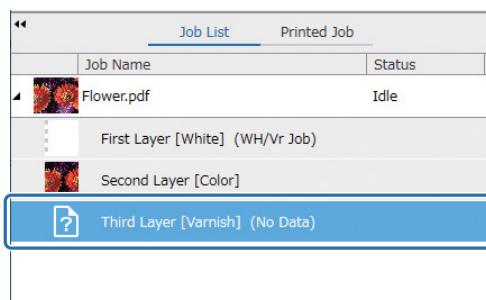 Job List Printed Job
Job Name Status
Flower.pdf Idle
First Layer [White] (WH/Vr Job)
Second Layer [Color]
? Third Layer [Varnish] (No Data)